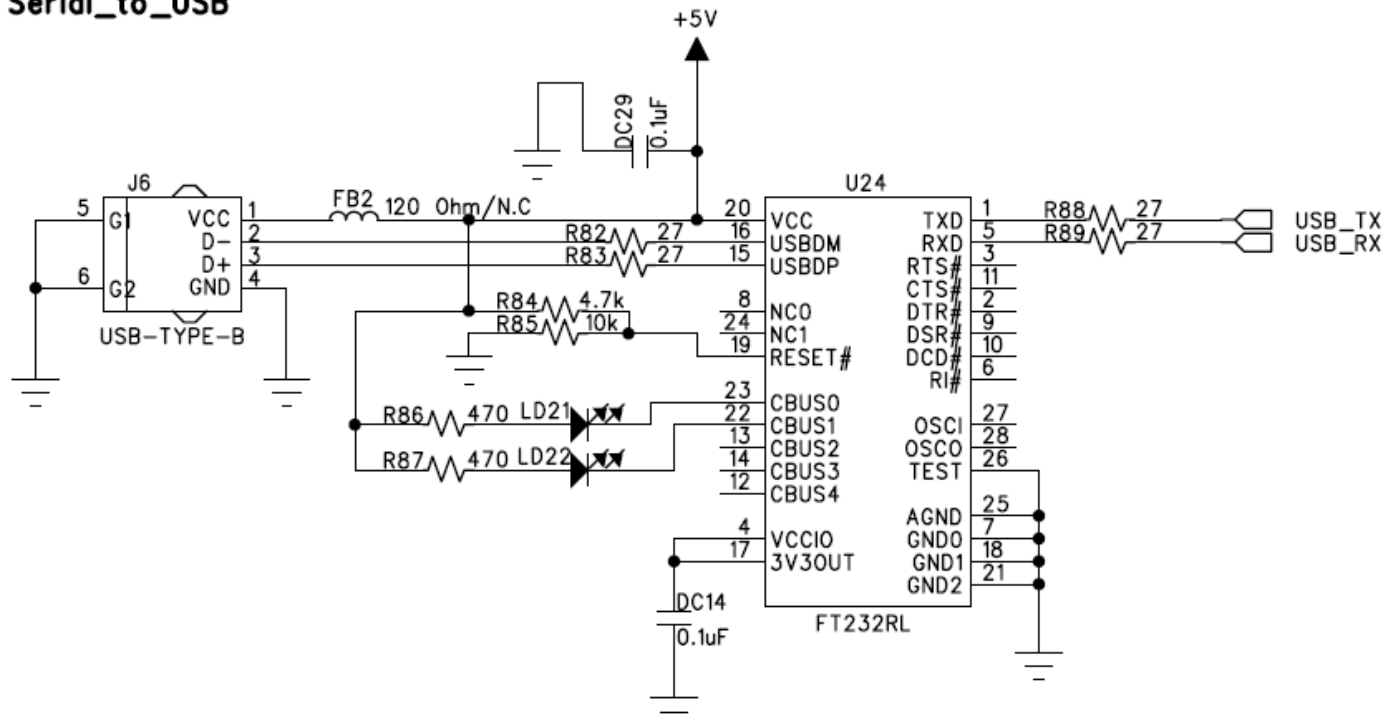 Serial_to_USB
+5V
DC29
0.1uF
J6
5 G1
6 G2
VCC 1
D- 2
D+ 3
GND 4
USB-TYPE-B
FB2 120 Ohm/N.C
R82 27
R83 27
R84 4.7k
R85 10k
R86 470 LD21
R87 470 LD22
U24
20 VCC
16 USBDM
15 USBDP
8 NC0
24 NC1
19 RESET#
23 CBUS0
22 CBUS1
13 CBUS2
14 CBUS3
12 CBUS4
4 VCCIO
17 3V3OUT
TXD 1
RXD 5
RTS# 3
CTS# 11
DTR# 2
DSR# 9
DCD# 10
RI# 6
OSCI 27
OSCO 28
TEST 26
AGND 25
GND0 7
GND1 18
GND2 21
FT232RL
R88 27 USB_TX
R89 27 USB_RX
DC14
0.1uF